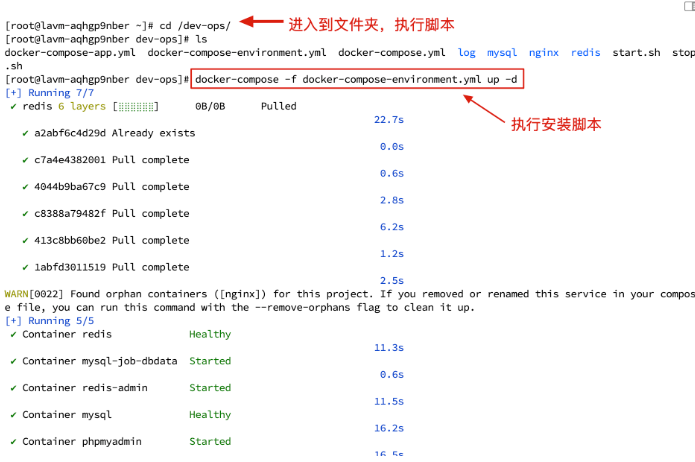 [root@lavm-aqhgp9nber ~]# cd /dev-ops/
进入到文件夹，执行脚本
[root@lavm-aqhgp9nber dev-ops]# ls
docker-compose-app.yml  docker-compose-environment.yml  docker-compose.yml  log  mysql  nginx  redis  start.sh  stop
.sh
[root@lavm-aqhgp9nber dev-ops]# docker-compose -f docker-compose-environment.yml up -d
[+] Running 7/7
✔ redis 6 layers [⣿⣿⣿⣿⣿⣿]      0B/0B      Pulled
22.7s
执行安装脚本
✔ a2abf6c4d29d Already exists
0.0s
✔ c7a4e4382001 Pull complete
0.6s
✔ 4044b9ba67c9 Pull complete
2.8s
✔ c8388a79482f Pull complete
6.2s
✔ 413c8bb60be2 Pull complete
1.2s
✔ 1abfd3011519 Pull complete
2.5s
WARN[0022] Found orphan containers ([nginx]) for this project. If you removed or renamed this service in your compos
e file, you can run this command with the --remove-orphans flag to clean it up.
[+] Running 5/5
✔ Container redis             Healthy
11.3s
✔ Container mysql-job-dbdata  Started
0.6s
✔ Container redis-admin       Started
11.5s
✔ Container mysql             Healthy
16.2s
✔ Container phpmyadmin        Started
16.5s